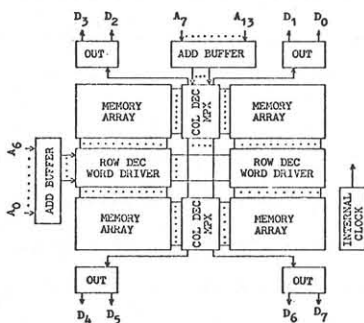 D3 D2 A7 A13 D1 D0
OUT ADD BUFFER OUT
MEMORY ARRAY
COL DEC MPX
MEMORY ARRAY
A6
A0
ADD BUFFER
ROW DEC WORD DRIVER
ROW DEC WORD DRIVER
MEMORY ARRAY
COL DEC MPX
MEMORY ARRAY
INTERNAL CLOCK
OUT OUT
D4 D5 D6 D7